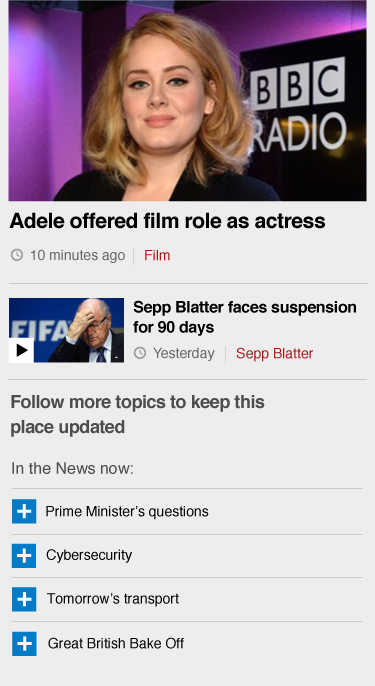 BBC
RADIO
Adele offered film role as actress
10 minutes ago Film
FIFA
Sepp Blatter faces suspension
for 90 days
Yesterday Sepp Blatter
Follow more topics to keep this
place updated
In the News now:
Prime Minister's questions
Cybersecurity
Tomorrow's transport
Great British Bake Off